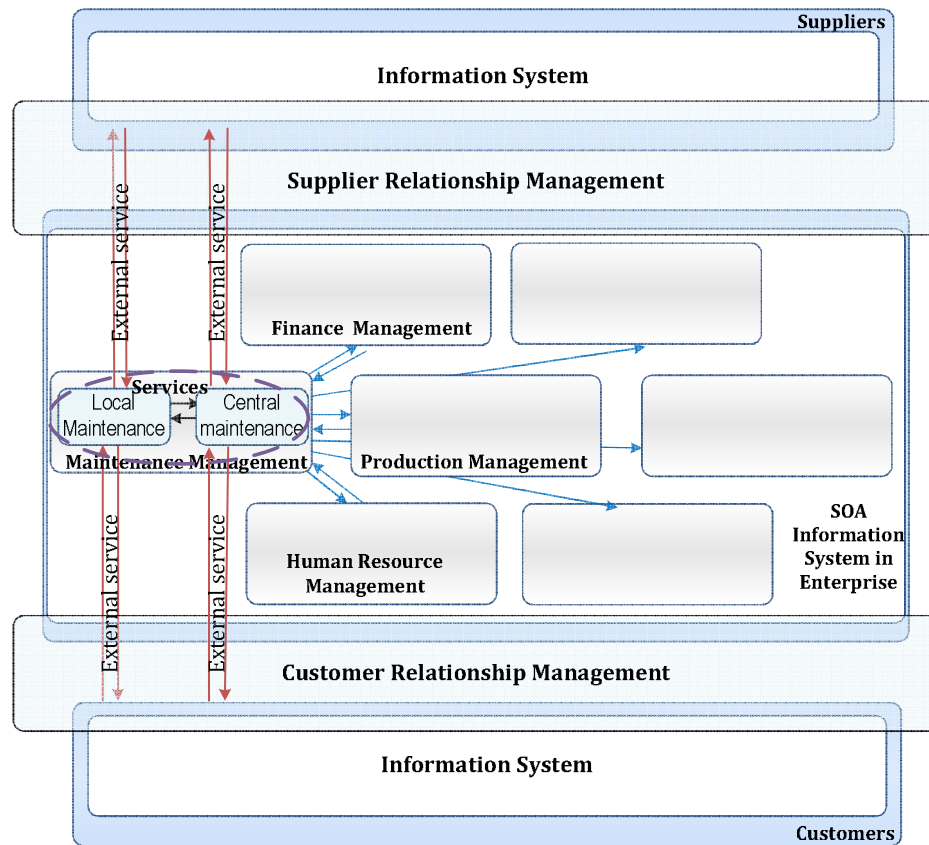 Suppliers
Information System
Supplier Relationship Management
External service
External service
Finance Management
Services
Local
Maintenance
Central
maintenance
Maintenance Management
Production Management
Human Resource
Management
SOA
Information
System in
Enterprise
External service
External service
Customer Relationship Management
Information System
Customers